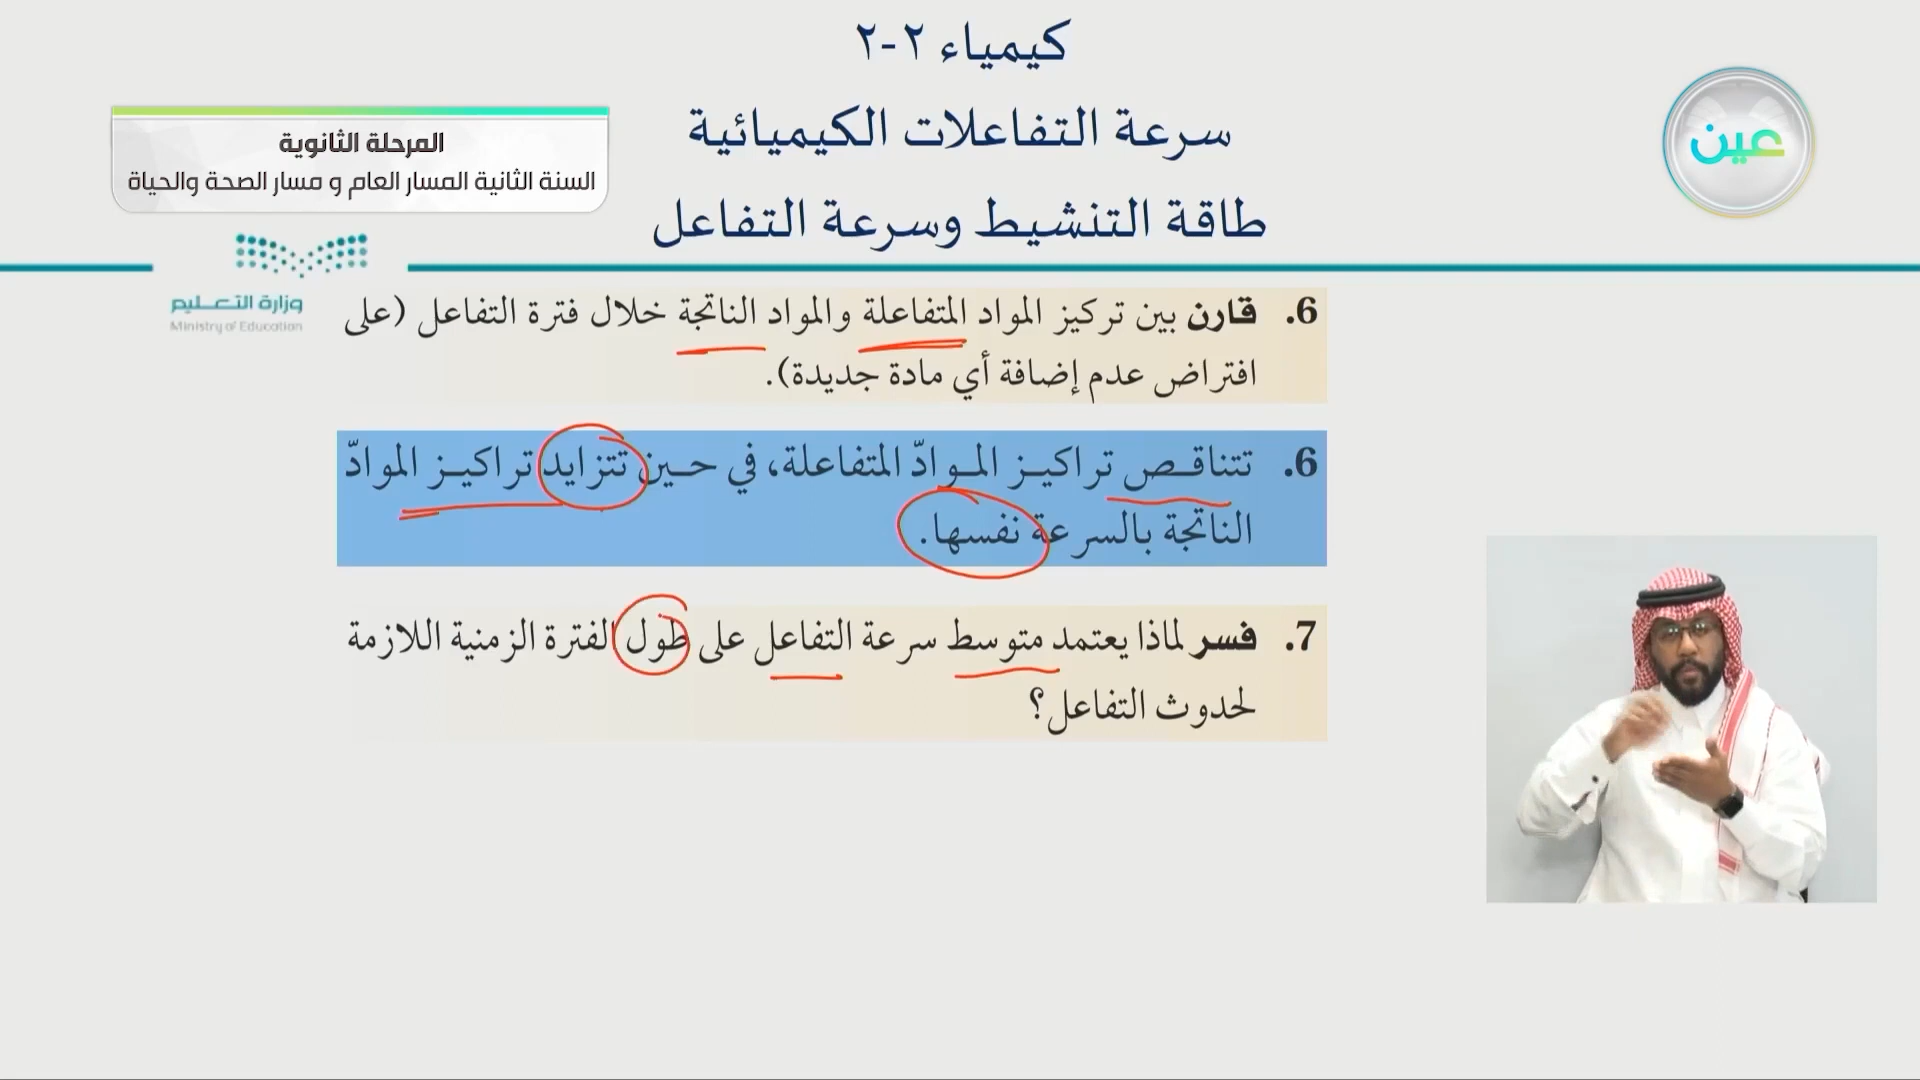 كيمياء ٢-٢
سرعة التفاعلات الكيميائية
طاقة التنشيط وسرعة التفاعل
عين
المرحلة الثانوية
السنة الثانية المسار العام و مسار الصحة والحياة
وزارة التعليم
Ministry of Education
6. قارن بين تركيز المواد المتفاعلة والمواد الناتجة خلال فترة التفاعل (على
افتراض عدم إضافة أي مادة جديدة).
6. تتناقص تراكيز الموادّ المتفاعلة، في حين تتزايد تراكيز الموادّ
الناتجة بالسرعة نفسها.
7. فسر لماذا يعتمد متوسط سرعة التفاعل على طول الفترة الزمنية اللازمة
لحدوث التفاعل؟